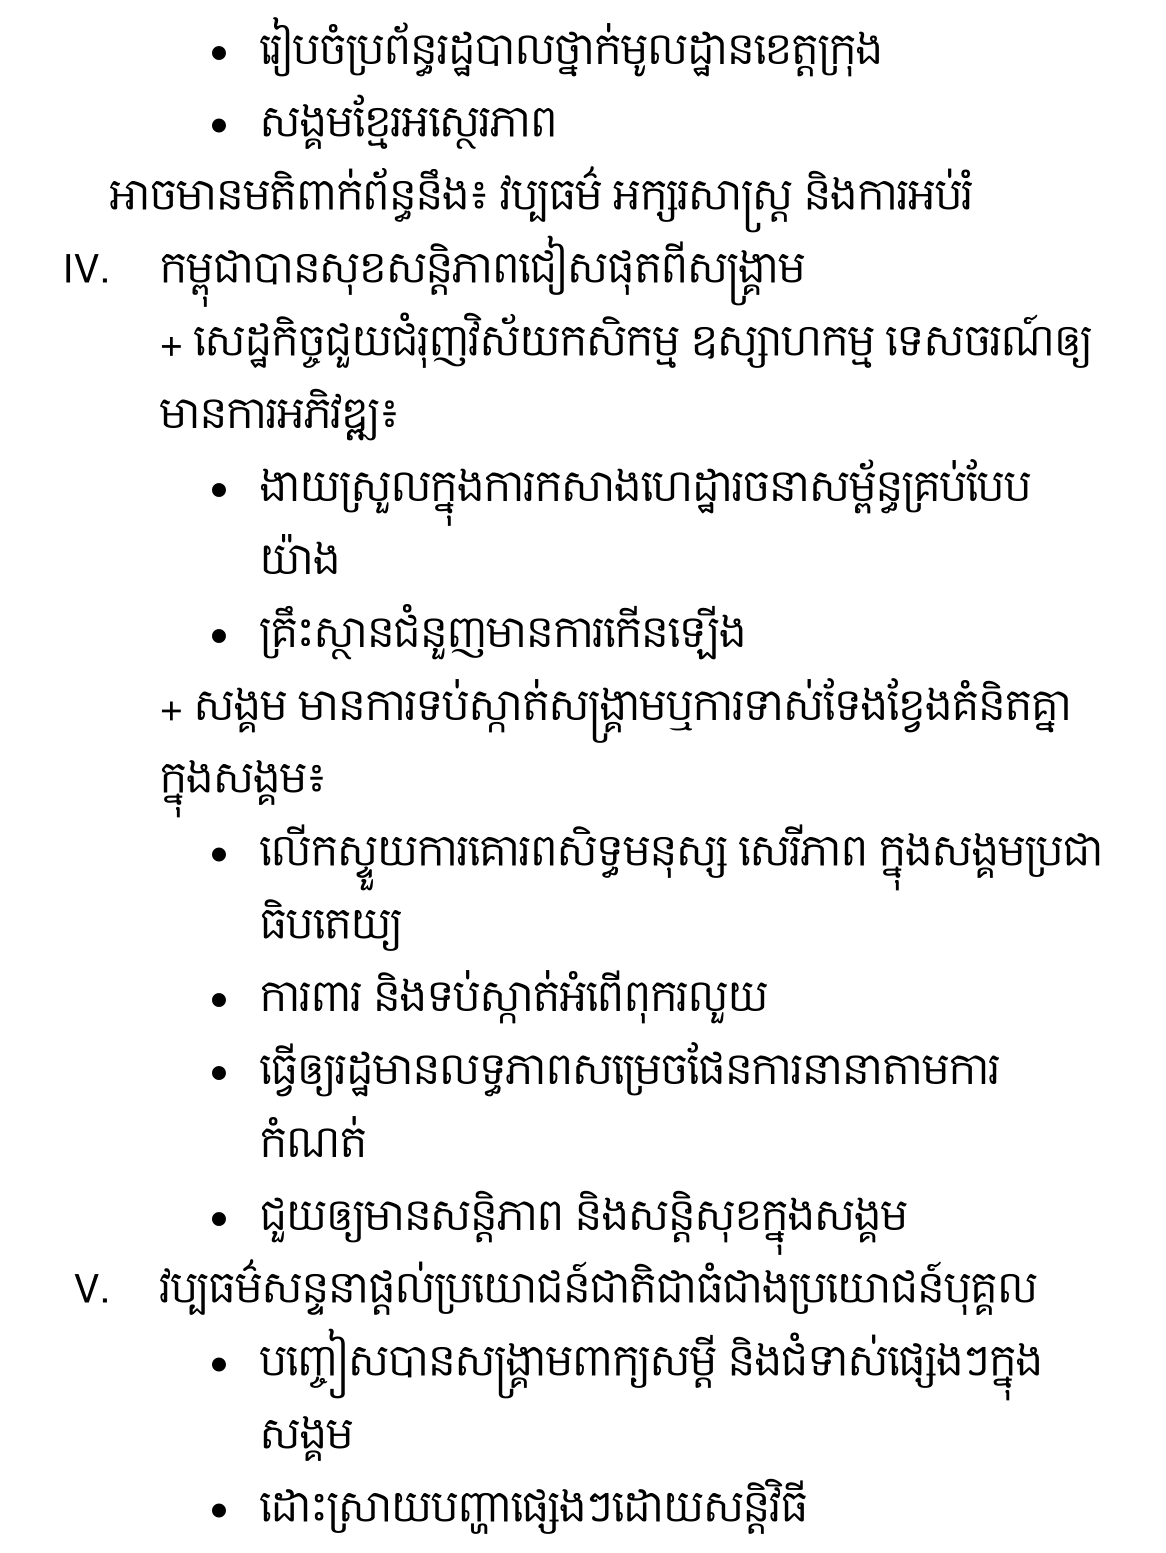 • រៀបចំប្រព័ន្ធរដ្ឋបាលថ្នាក់មូលដ្ឋានខេត្តក្រុង
• សង្គមខ្មែរអស្ថេរភាព
អាចមានមតិពាក់ព័ន្ធនឹង៖ វប្បធម៌ អក្សរសាស្ត្រ និងការអប់រំ
IV. កម្ពុជាបានសុខសន្តិភាពជៀសផុតពីសង្គ្រាម
+ សេដ្ឋកិច្ចជួយជំរុញវិស័យកសិកម្ម ឧស្សាហកម្ម ទេសចរណ៍ឲ្យ
មានការអភិវឌ្ឍ៖
• ងាយស្រួលក្នុងការកសាងហេដ្ឋារចនាសម្ព័ន្ធគ្រប់បែប
យ៉ាង
• គ្រឹះស្ថានជំនួញមានការកើនឡើង
+ សង្គម មានការទប់ស្កាត់សង្គ្រាមឬការទាស់ទែងខ្វែងគំនិតគ្នា
ក្នុងសង្គម៖
• លើកស្ទួយការគោរពសិទ្ធមនុស្ស សេរីភាព ក្នុងសង្គមប្រជា
ធិបតេយ្យ
• ការពារ និងទប់ស្កាត់អំពើពុករលួយ
• ធ្វើឲ្យរដ្ឋមានលទ្ធភាពសម្រេចផែនការនានាតាមការ
កំណត់
• ជួយឲ្យមានសន្តិភាព និងសន្តិសុខក្នុងសង្គម
V. វប្បធម៌សន្ទនាផ្តល់ប្រយោជន៍ជាតិជាធំជាងប្រយោជន៍បុគ្គល
• បញ្ចៀសបានសង្គ្រាមពាក្យសម្តី និងជំទាស់ផ្សេងៗក្នុង
សង្គម
• ដោះស្រាយបញ្ហាផ្សេងៗដោយសន្តិវិធី